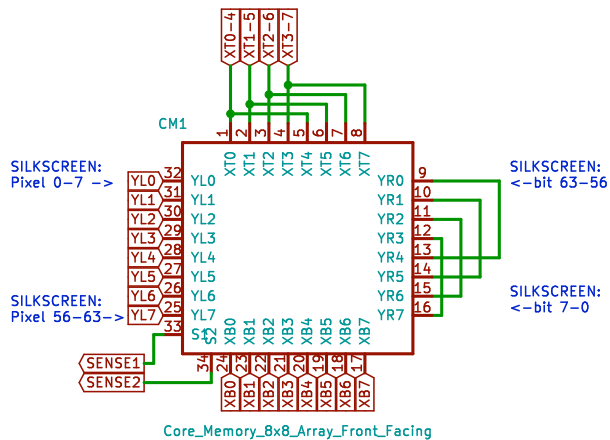 XT0-4
XT1-5
XT2-6
XT3-7
CM1
1
2
3
4
5
6
7
8
XT0
XT1
XT2
XT3
XT4
XT5
XT6
XT7
SILKSCREEN:
Pixel 0-7 ->
YL0
YL1
YL2
YL3
YL4
YL5
YL6
YL7
32
31
30
29
28
27
26
25
33
YL0
YL1
YL2
YL3
YL4
YL5
YL6
YL7
S1
S2
YR0
YR1
YR2
YR3
YR4
YR5
YR6
YR7
9
10
11
12
13
14
15
16
SILKSCREEN:
<-bit 63-56
SILKSCREEN:
Pixel 56-63->
SILKSCREEN:
<-bit 7-0
XB0
XB1
XB2
XB3
XB4
XB5
XB6
XB7
34
24
23
22
21
20
19
18
17
SENSE1
SENSE2
XB0
XB1
XB2
XB3
XB4
XB5
XB6
XB7
Core_Memory_8x8_Array_Front_Facing